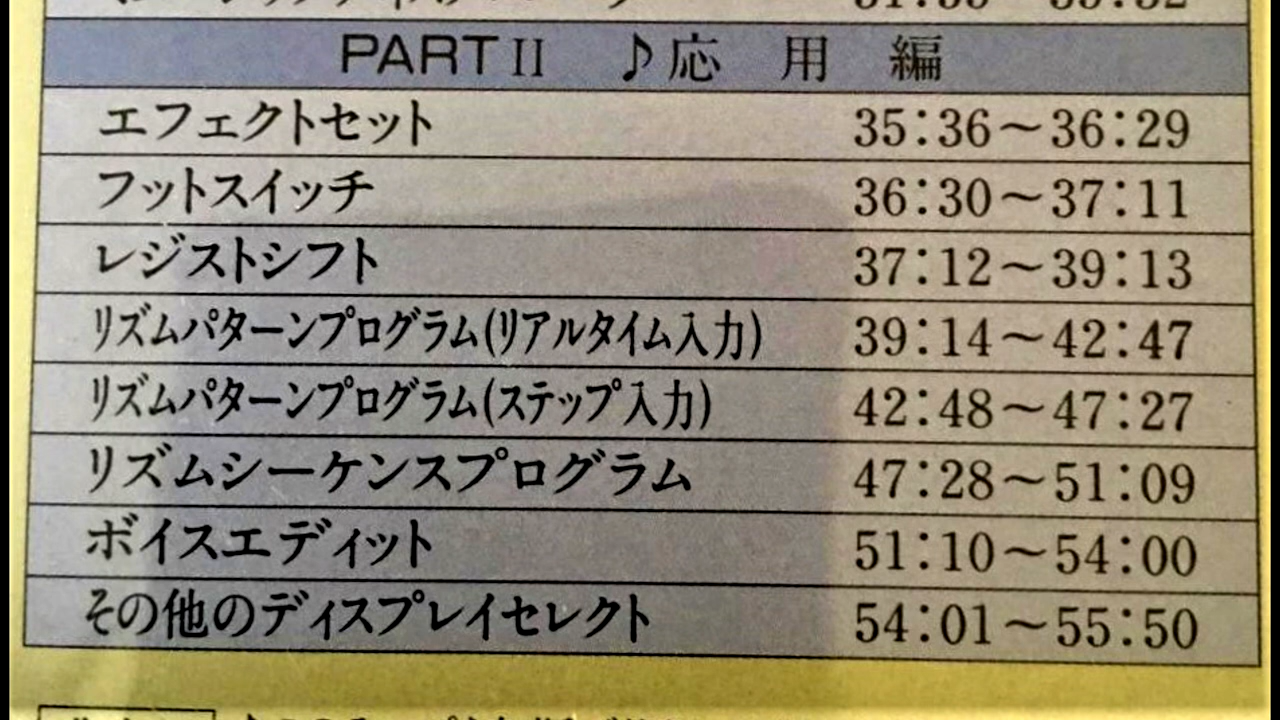 PART II ♪応 用 編
エフェクトセット 35:36～36:29
フットスイッチ 36:30～37:11
レジストシフト 37:12～39:13
リズムパターンプログラム(リアルタイム入力) 39:14～42:47
リズムパターンプログラム(ステップ入力) 42:48～47:27
リズムシーケンスプログラム 47:28～51:09
ボイスエディット 51:10～54:00
その他のディスプレイセレクト 54:01～55:50